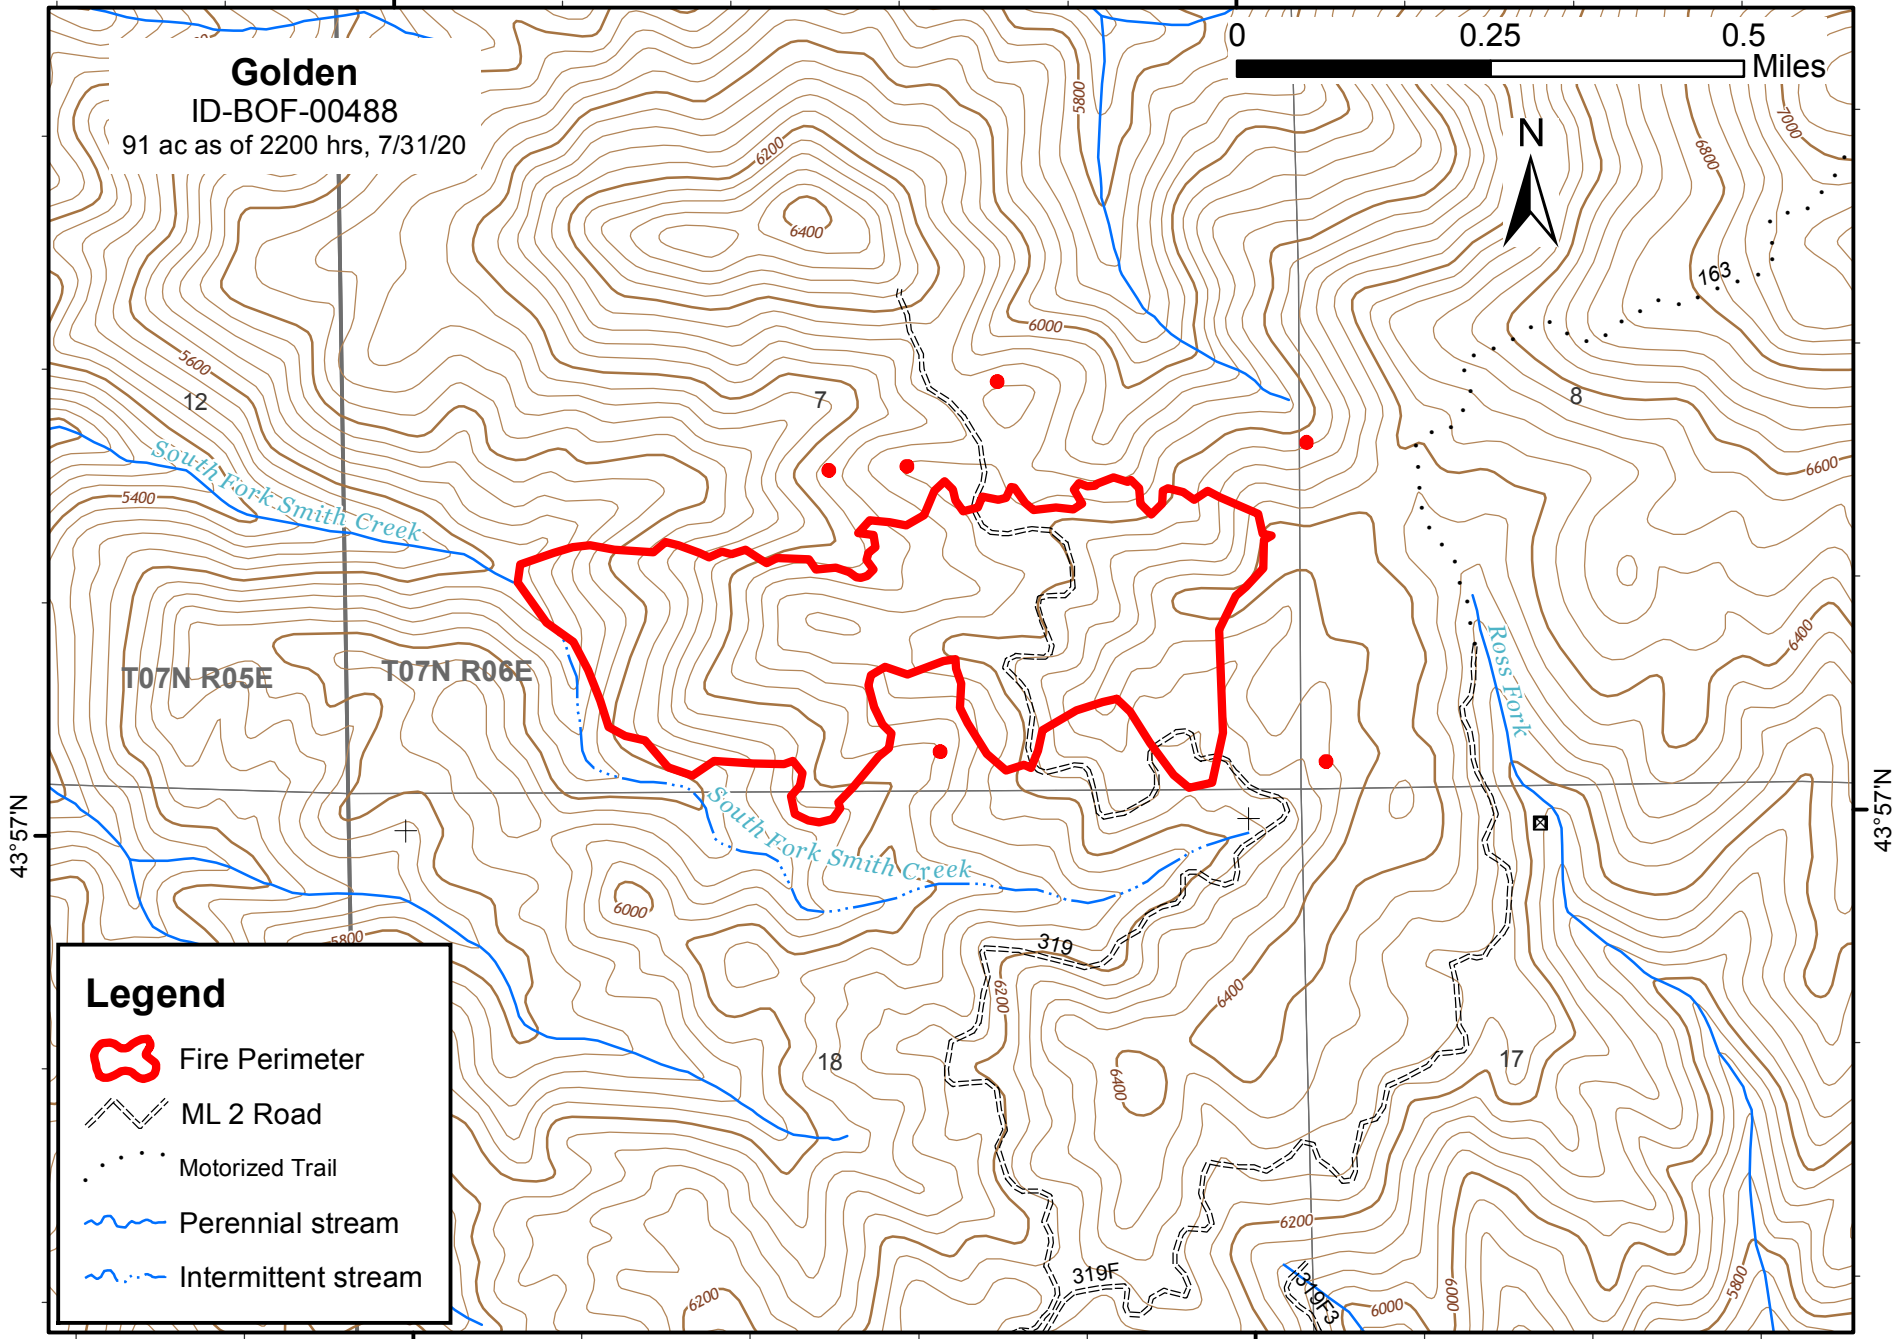 Golden
ID-BOF-00488
91 ac as of 2200 hrs, 7/31/20
0 0.25 0.5
Miles
N
5800
7000
6800
6200
6400
163
6000
5600
12
7
8
South Fork Smith Creek
5400
6600
T07N R05E
T07N R06E
Ross Fork
6400
43°57'N
43°57'N
South Fork Smith Creek
6000
5800
319
6200
6400
6400
18
17
6200
319F
319F3
6000
6000
5800
6200
Legend
Fire Perimeter
ML 2 Road
Motorized Trail
Perennial stream
Intermittent stream